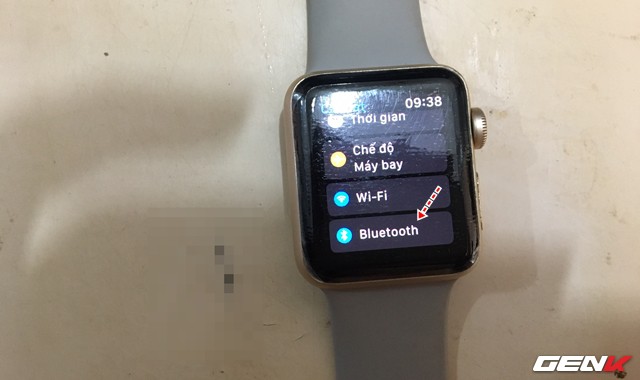 09:38
Thời gian
Chế độ
Máy bay
Wi-Fi
Bluetooth
GENK